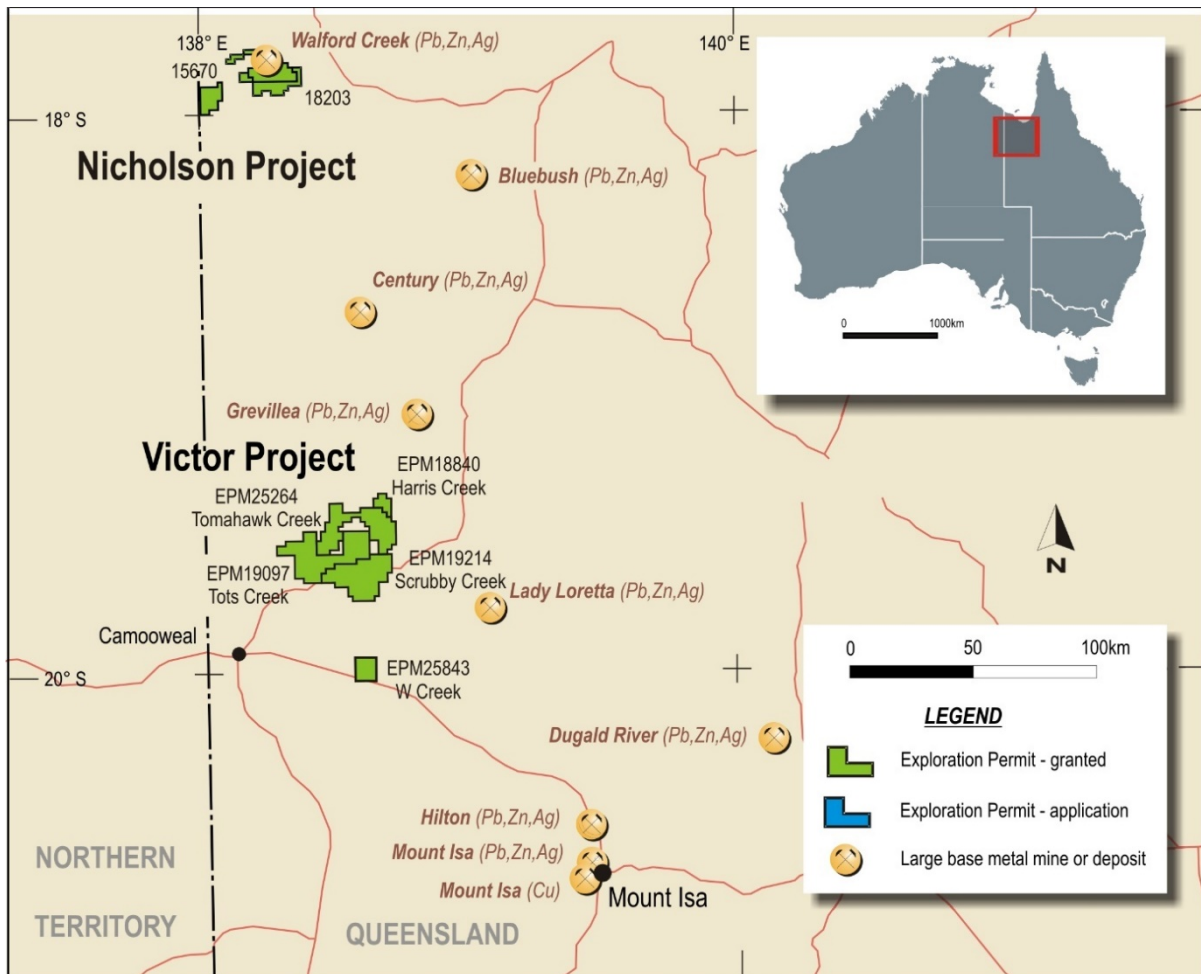 138° E
Walford Creek (Pb,Zn,Ag)
140° E
15670
18203
18° S
Nicholson Project
Bluebush (Pb,Zn,Ag)
Century (Pb,Zn,Ag)
0
1000km
Grevillea (Pb,Zn,Ag)
Victor Project
EPM18840
Harris Creek
EPM25264
Tomahawk Creek
EPM19097
Tots Creek
EPM19214
Scrubby Creek
Lady Loretta (Pb,Zn,Ag)
N
Camooweal
20° S
EPM25843
W Creek
Dugald River (Pb,Zn,Ag)
Hilton (Pb,Zn,Ag)
Mount Isa (Pb,Zn,Ag)
Mount Isa (Cu)
Mount Isa
NORTHERN
TERRITORY
QUEENSLAND
0 50 100km
LEGEND
Exploration Permit - granted
Exploration Permit - application
Large base metal mine or deposit